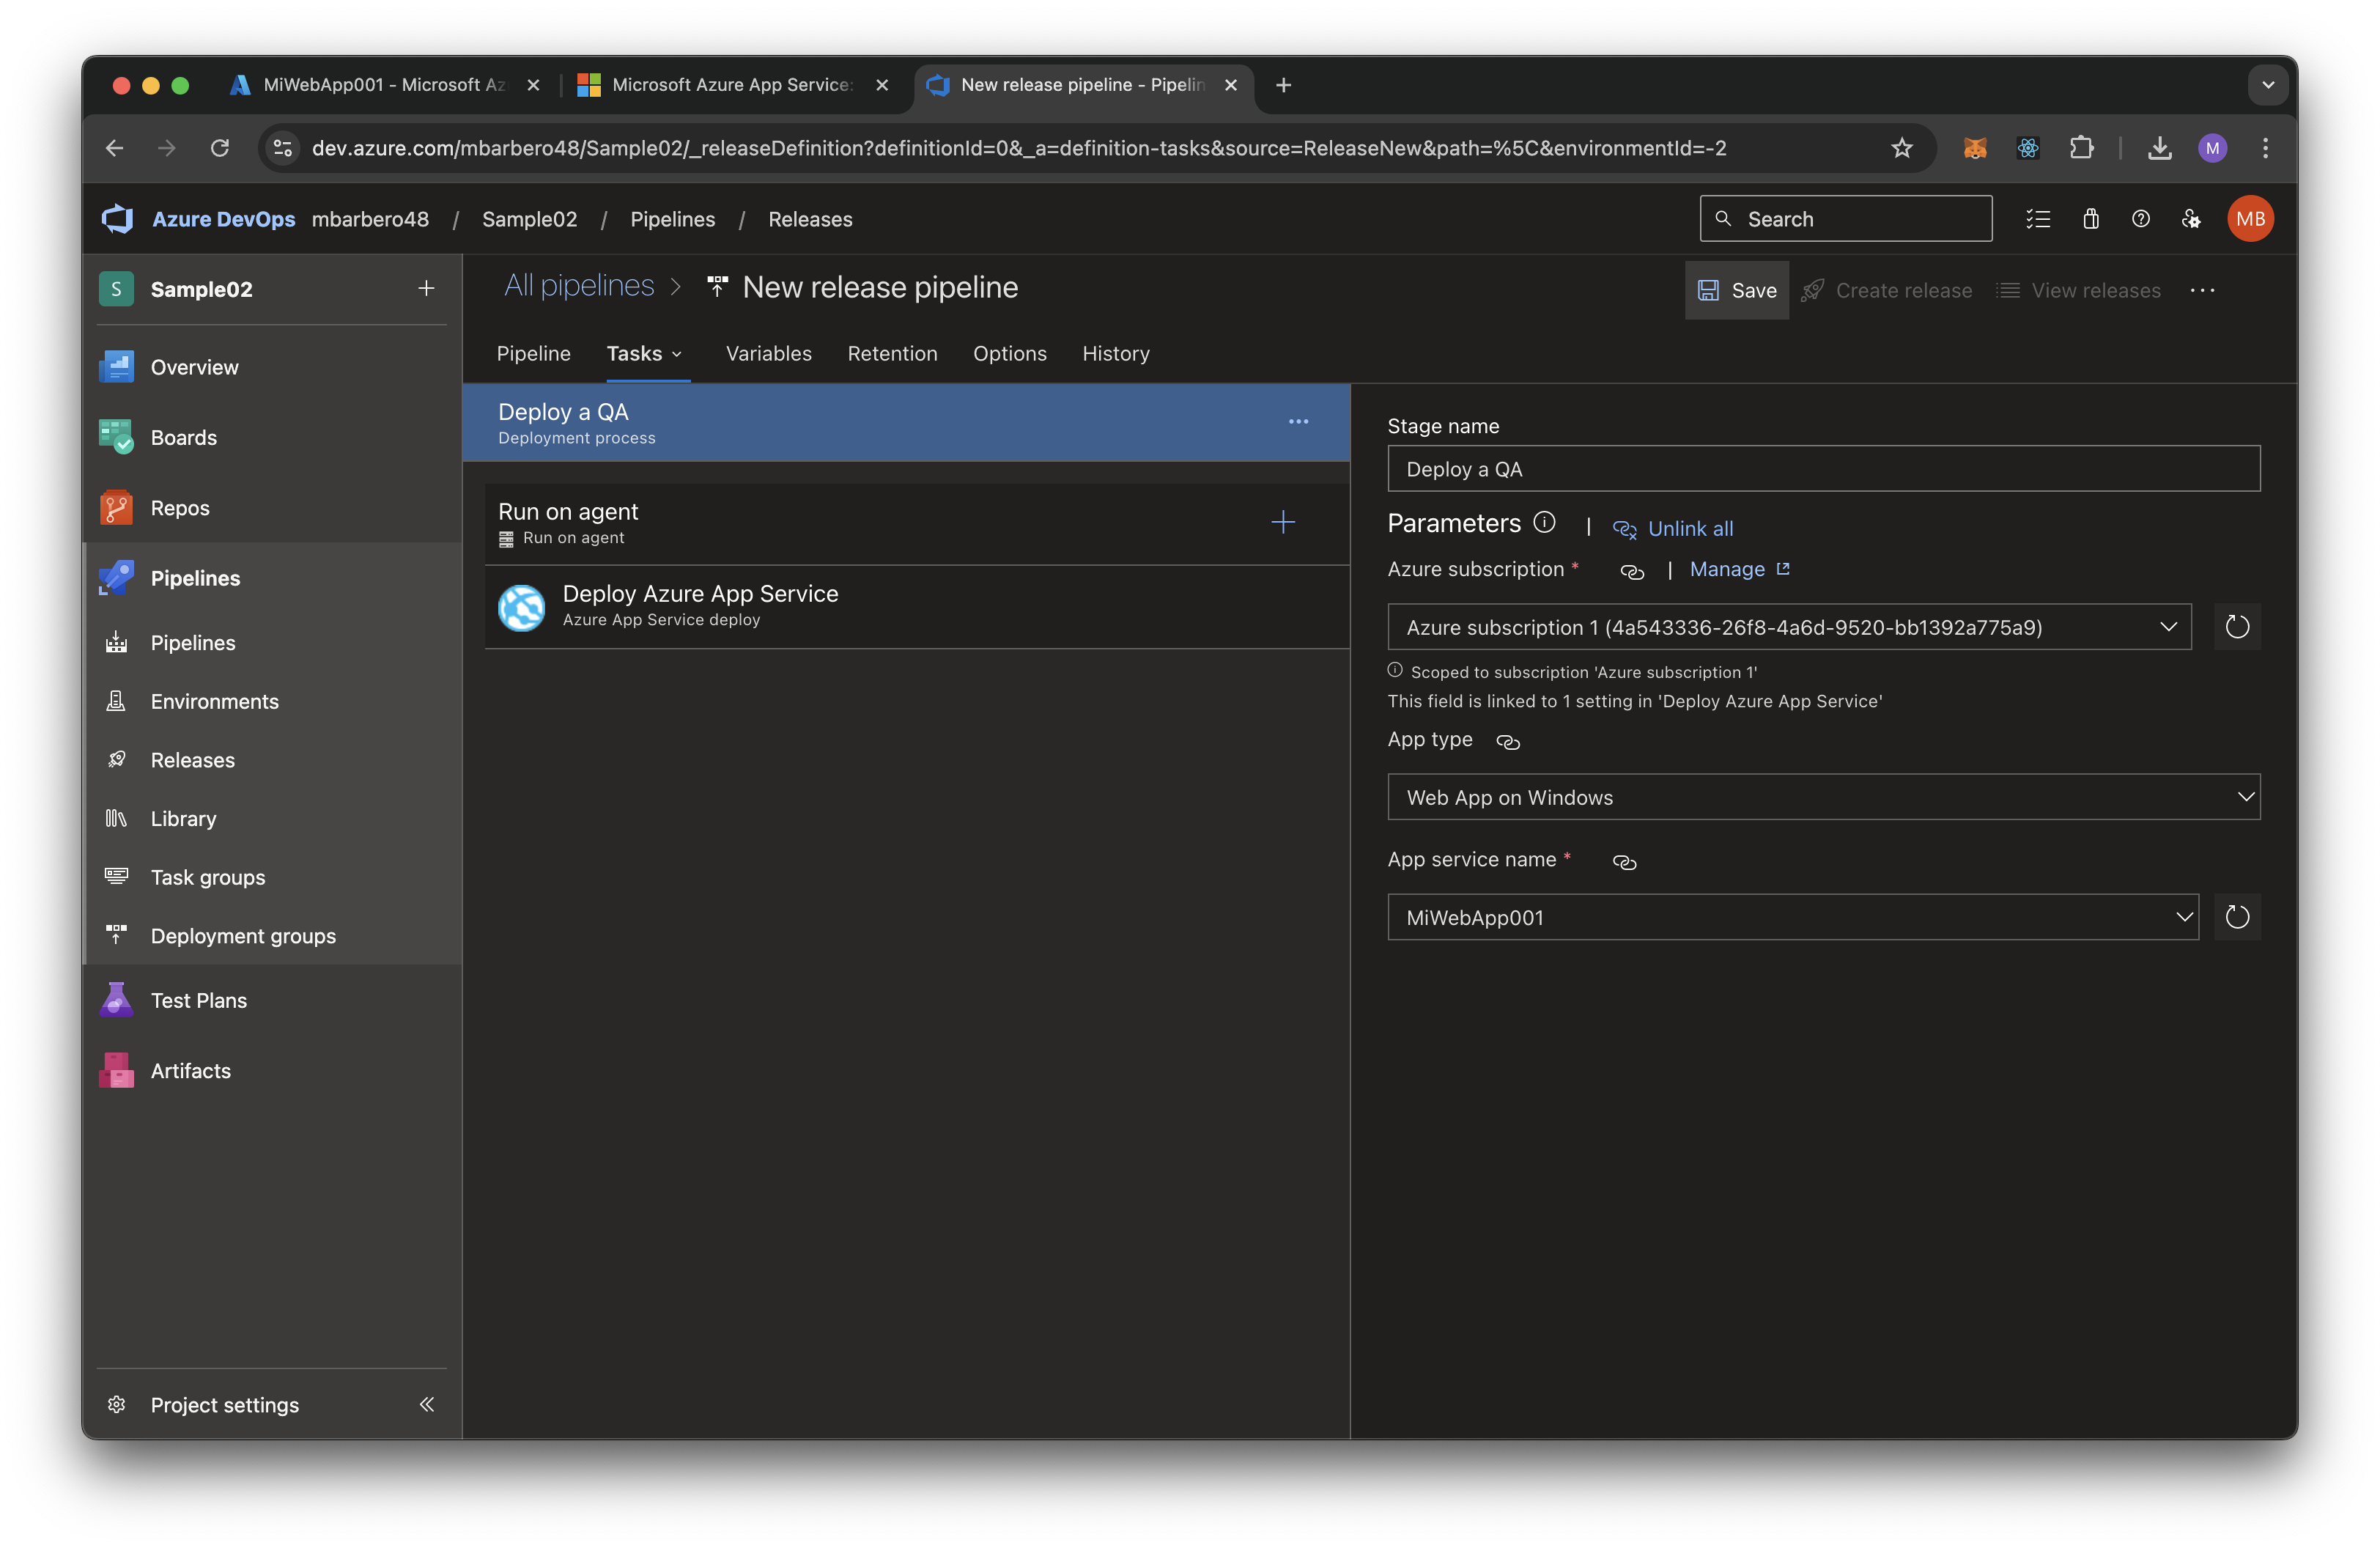 MiWebApp001 - Microsoft Az
Microsoft Azure App Service:
New release pipeline - Pipelin
dev.azure.com/mbarbero48/Sample02/_releaseDefinition?definitionId=0&_a=definition-tasks&source=ReleaseNew&path=%5C&environmentId=-2
M
Azure DevOps mbarbero48 / Sample02 / Pipelines / Releases
Search
MB
S Sample02
Overview
Boards
Repos
Pipelines
Pipelines
Environments
Releases
Library
Task groups
Deployment groups
Test Plans
Artifacts
Project settings
All pipelines > New release pipeline
Save
Create release
View releases
Pipeline Tasks Variables Retention Options History
Deploy a QA
Deployment process
Run on agent
Run on agent
Deploy Azure App Service
Azure App Service deploy
Stage name
Deploy a QA
Parameters | Unlink all
Azure subscription * | Manage
Azure subscription 1 (4a543336-26f8-4a6d-9520-bb1392a775a9)
Scoped to subscription 'Azure subscription 1'
This field is linked to 1 setting in 'Deploy Azure App Service'
App type
Web App on Windows
App service name *
MiWebApp001